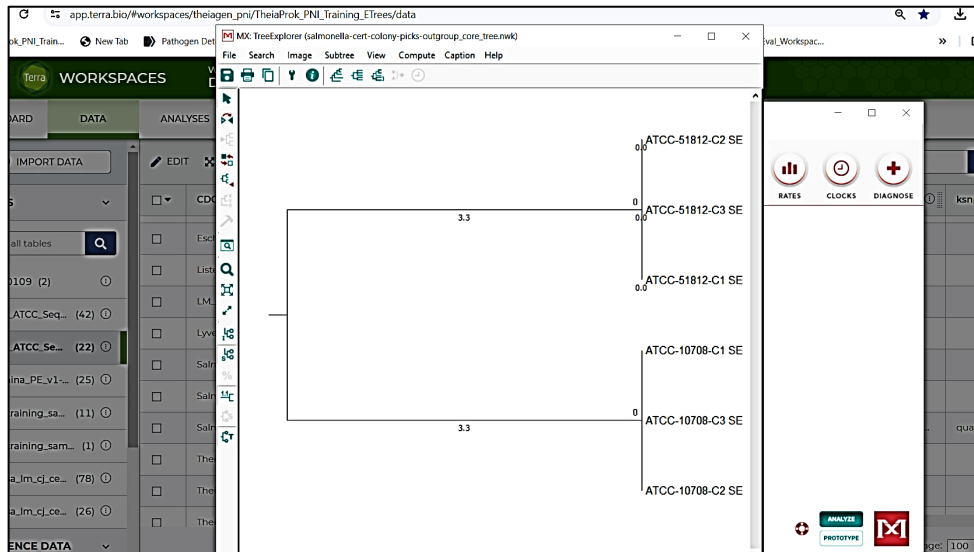 app.terra.bio/#workspaces/theiagen_pni/TheiaProk_PNI_Training_ETrees/data
ok_PNI_Train...
New Tab
Pathogen Det
Eval_Workspac...
»
Terra
WORKSPACES
DATA
ANALYSES
IMPORT DATA
EDIT
all tables
0109 (2)
_ATCC_Seq... (42)
_ATCC_Se... (22)
ina_PE_v1-... (25)
raining_sa... (11)
raining_sam... (1)
a_lm_cj_ce... (78)
a_lm_cj_ce... (26)
ENCE DATA
CDC
Esch
Liste
LM_
Lyve
Saln
Saln
Saln
The
The
The
MX: TreeExplorer (salmonella-cert-colony-picks-outgroup_core_tree.nwk)
File Search Image Subtree View Compute Caption Help
ATCC-51812-C2 SE
0.0
0
ATCC-51812-C3 SE
3.3
0.0
ATCC-51812-C1 SE
0.0
ATCC-10708-C1 SE
0
ATCC-10708-C3 SE
3.3
ATCC-10708-C2 SE
RATES
CLOCKS
DIAGNOSE
ksn
qua
ANALYZE
PROTOTYPE
M
age: 100